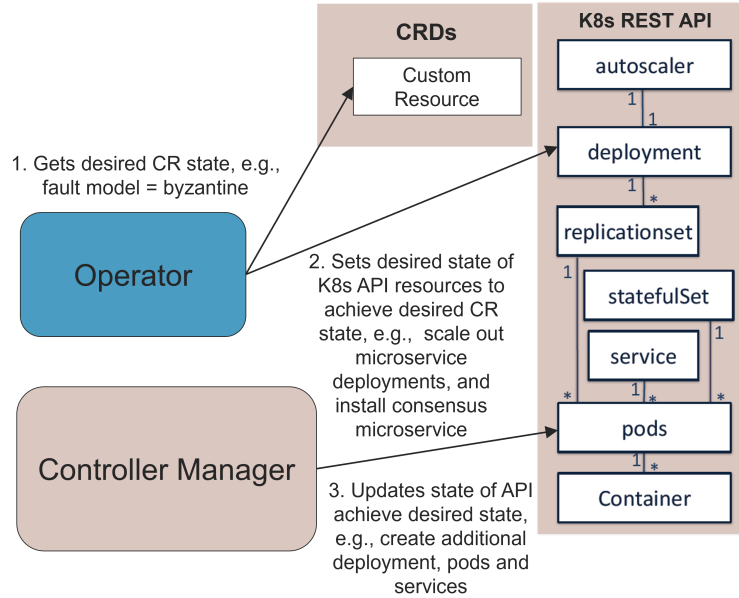 CRDs
Custom
Resource
K8s REST API
autoscaler
1
1
deployment
1
*
replicationset
1
statefulSet
1
service
1
*
*
*
pods
1
*
Container
1. Gets desired CR state, e.g.,
fault model = byzantine
Operator
2. Sets desired state of
K8s API resources to
achieve desired CR
state, e.g., scale out
microservice
deployments, and
install consensus
microservice
Controller Manager
3. Updates state of API
achieve desired state,
e.g., create additional
deployment, pods and
services